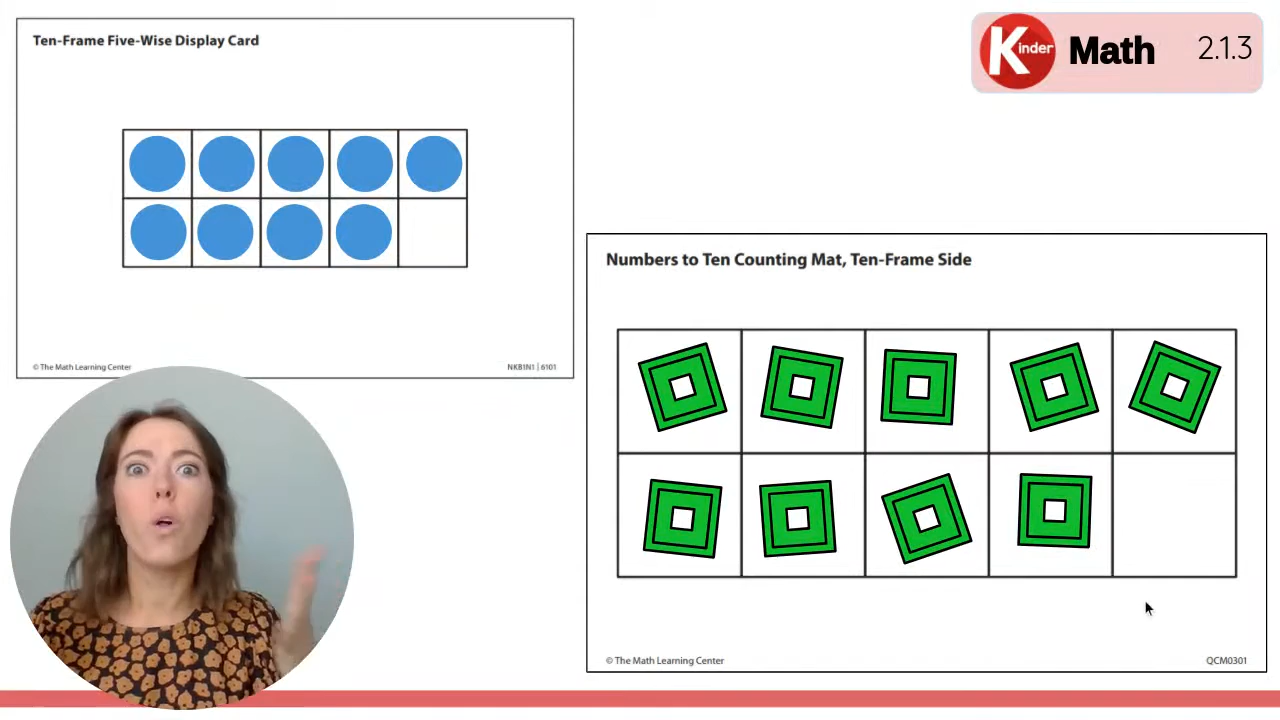 Ten-Frame Five-Wise Display Card
© The Math Learning Center
NKB1N1 | 6101
Kinder Math 2.1.3
Numbers to Ten Counting Mat, Ten-Frame Side
© The Math Learning Center
QCM0301